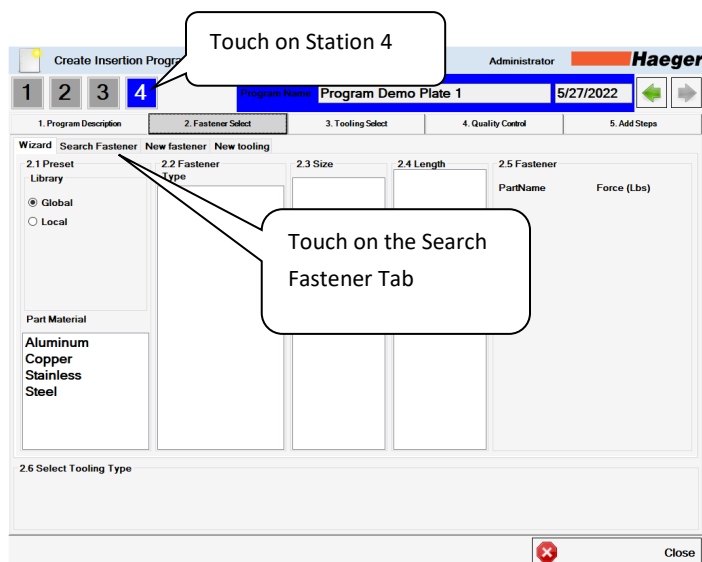 Touch on Station 4
Create Insertion Progra
Administrator
Haeger
1 2 3 4
Program Name Program Demo Plate 1 5/27/2022
1. Program Description 2. Fastener Select 3. Tooling Select 4. Quality Control 5. Add Steps
Wizard Search Fastener New fastener New tooling
2.1 Preset 2.2 Fastener 2.3 Size 2.4 Length 2.5 Fastener
Library Type
PartName Force (Lbs)
Global
Local
Touch on the Search
Fastener Tab
Part Material
Aluminum
Copper
Stainless
Steel
2.6 Select Tooling Type
Close